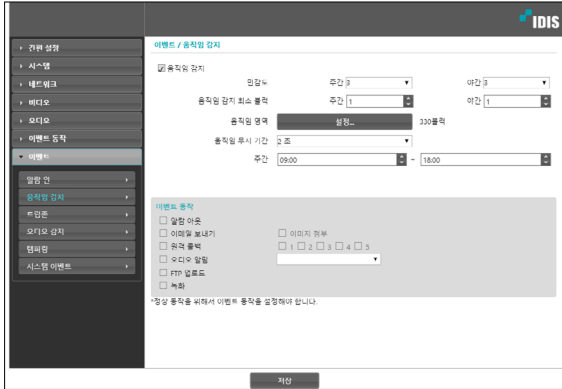 IDIS
간편 설정
시스템
네트워크
비디오
오디오
이벤트 동작
이벤트
알람 인
움직임 감지
트립존
오디오 감지
탬퍼링
시스템 이벤트
이벤트 / 움직임 감지
움직임 감지
민감도 주간 3 야간 3
움직임 감지 최소 블럭 주간 1 야간 1
움직임 영역 설정... 330블럭
움직임 무시 기간 2 초
주간 09:00 ~ 18:00
이벤트 동작
알람 아웃
이메일 보내기 이미지 첨부
원격 콜백 1 2 3 4 5
오디오 알림
FTP 업로드
녹화
*정상 동작을 위해서 이벤트 동작을 설정해야 합니다.
저장